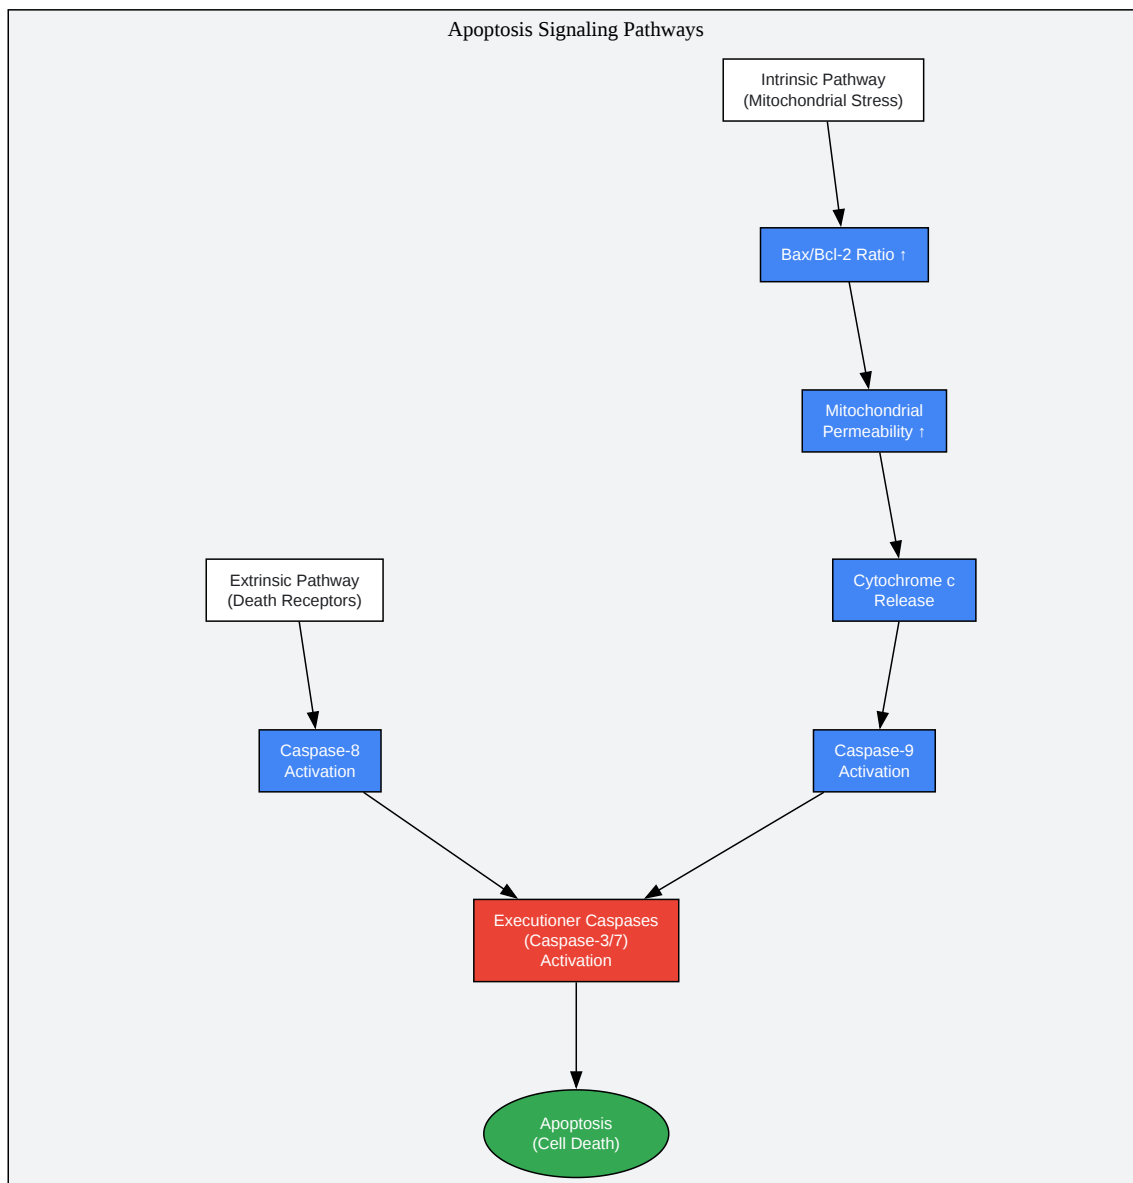 Apoptosis Signaling Pathways
Intrinsic Pathway
(Mitochondrial Stress)
Bax/Bcl-2 Ratio ↑
Mitochondrial
Permeability ↑
Extrinsic Pathway
(Death Receptors)
Cytochrome c
Release
Caspase-8
Activation
Caspase-9
Activation
Executioner Caspases
(Caspase-3/7)
Activation
Apoptosis
(Cell Death)